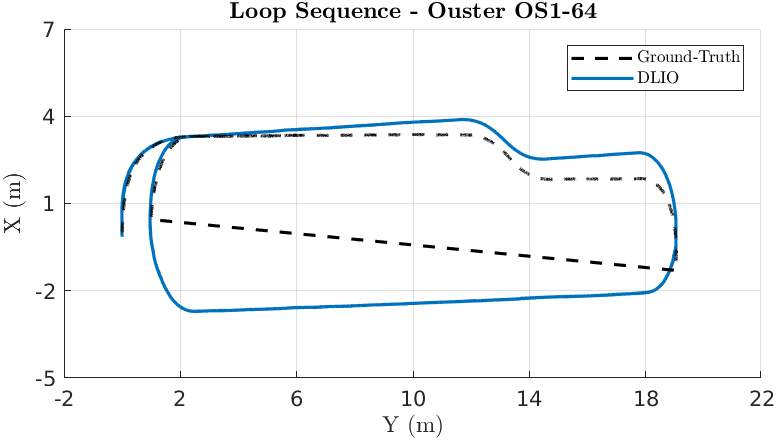 Loop Sequence - Ouster OS1-64
7
4
1
-2
-5
X (m)
Ground-Truth
DLIO
-2
2
6
10
14
18
22
Y (m)